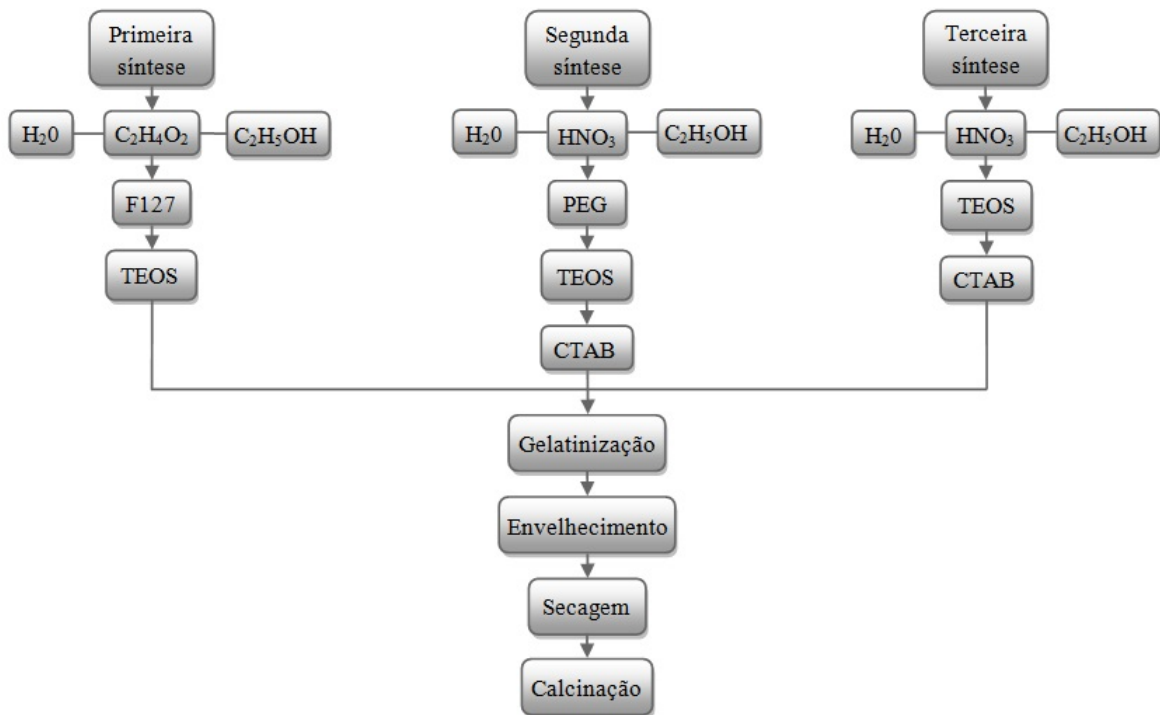 Primeira
síntese
Segunda
síntese
Terceira
síntese
H₂0
C₂H₄O₂
C₂H₅OH
H₂0
HNO₃
C₂H₅OH
H₂0
HNO₃
C₂H₅OH
F127
PEG
TEOS
TEOS
TEOS
CTAB
CTAB
Gelatinização
Envelhecimento
Secagem
Calcinação